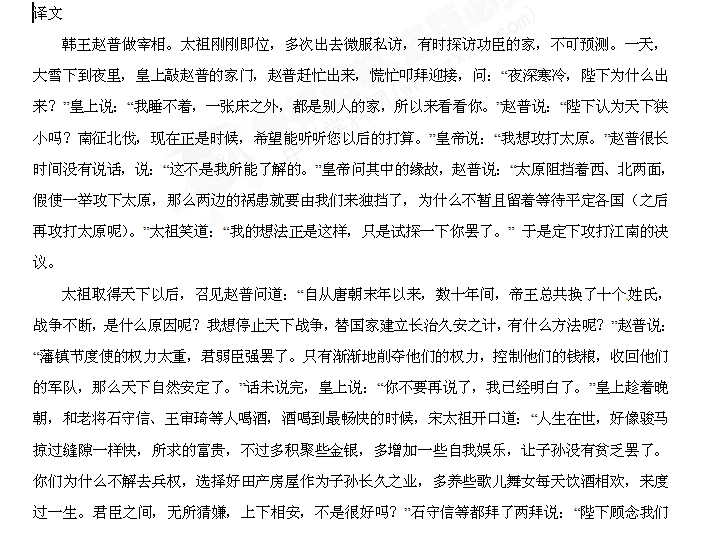 译文
韩王赵普做宰相。太祖刚刚即位，多次出去微服私访，有时探访功臣的家，不可预测。一天，
大雪下到夜里，皇上敲赵普的家门，赵普赶忙出来，慌忙叩拜迎接，问：“夜深寒冷，陛下为什么出
来？”皇上说：“我睡不着，一张床之外，都是别人的家，所以来看看你。”赵普说：“陛下认为天下狭
小吗？南征北伐，现在正是时候，希望能听听您以后的打算。”皇帝说：“我想攻打太原。”赵普很长
时间没有说话，说：“这不是我所能了解的。”皇帝问其中的缘故，赵普说：“太原阻挡着西、北两面，
假使一举攻下太原，那么两边的祸患就要由我们来独挡了，为什么不暂且留着等待平定各国（之后
再攻打太原呢）。”太祖笑道：“我的想法正是这样，只是试探一下你罢了。” 于是定下攻打江南的决
议。
太祖取得天下以后，召见赵普问道：“自从唐朝末年以来，数十年间，帝王总共换了十个姓氏，
战争不断，是什么原因呢？我想停止天下战争，替国家建立长治久安之计，有什么方法呢？”赵普说：
“藩镇节度使的权力太重，君弱臣强罢了。只有渐渐地削夺他们的权力，控制他们的钱粮，收回他们
的军队，那么天下自然安定了。”话未说完，皇上说：“你不要再说了，我已经明白了。”皇上趁着晚
朝，和老将石守信、王审琦等人喝酒，酒喝到最畅快的时候，宋太祖开口道：“人生在世，好像骏马
掠过缝隙一样快，所求的富贵，不过多积聚些金银，多增加一些自我娱乐，让子孙没有贫乏罢了。
你们为什么不解去兵权，选择好田产房屋作为子孙长久之业，多养些歌儿舞女每天饮酒相欢，来度
过一生。君臣之间，无所猜嫌，上下相安，不是很好吗？”石守信等都拜了两拜说：“陛下顾念我们